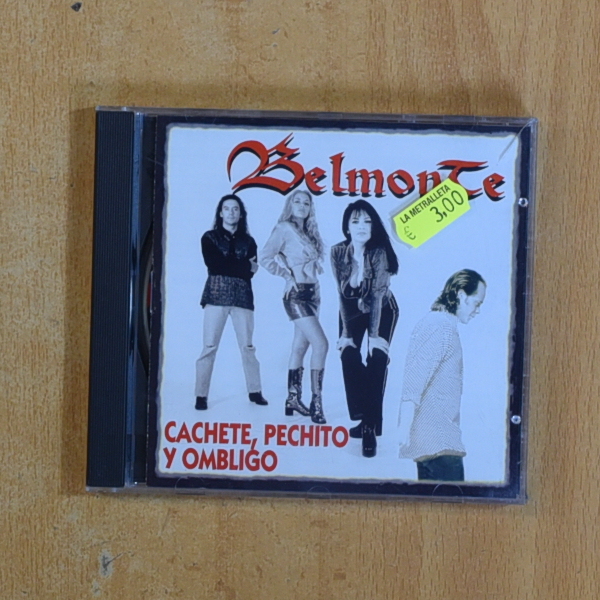 Belmonte
LA METRALLETA
€ 3,00
CACHETE, PECHITO
Y OMBLIGO